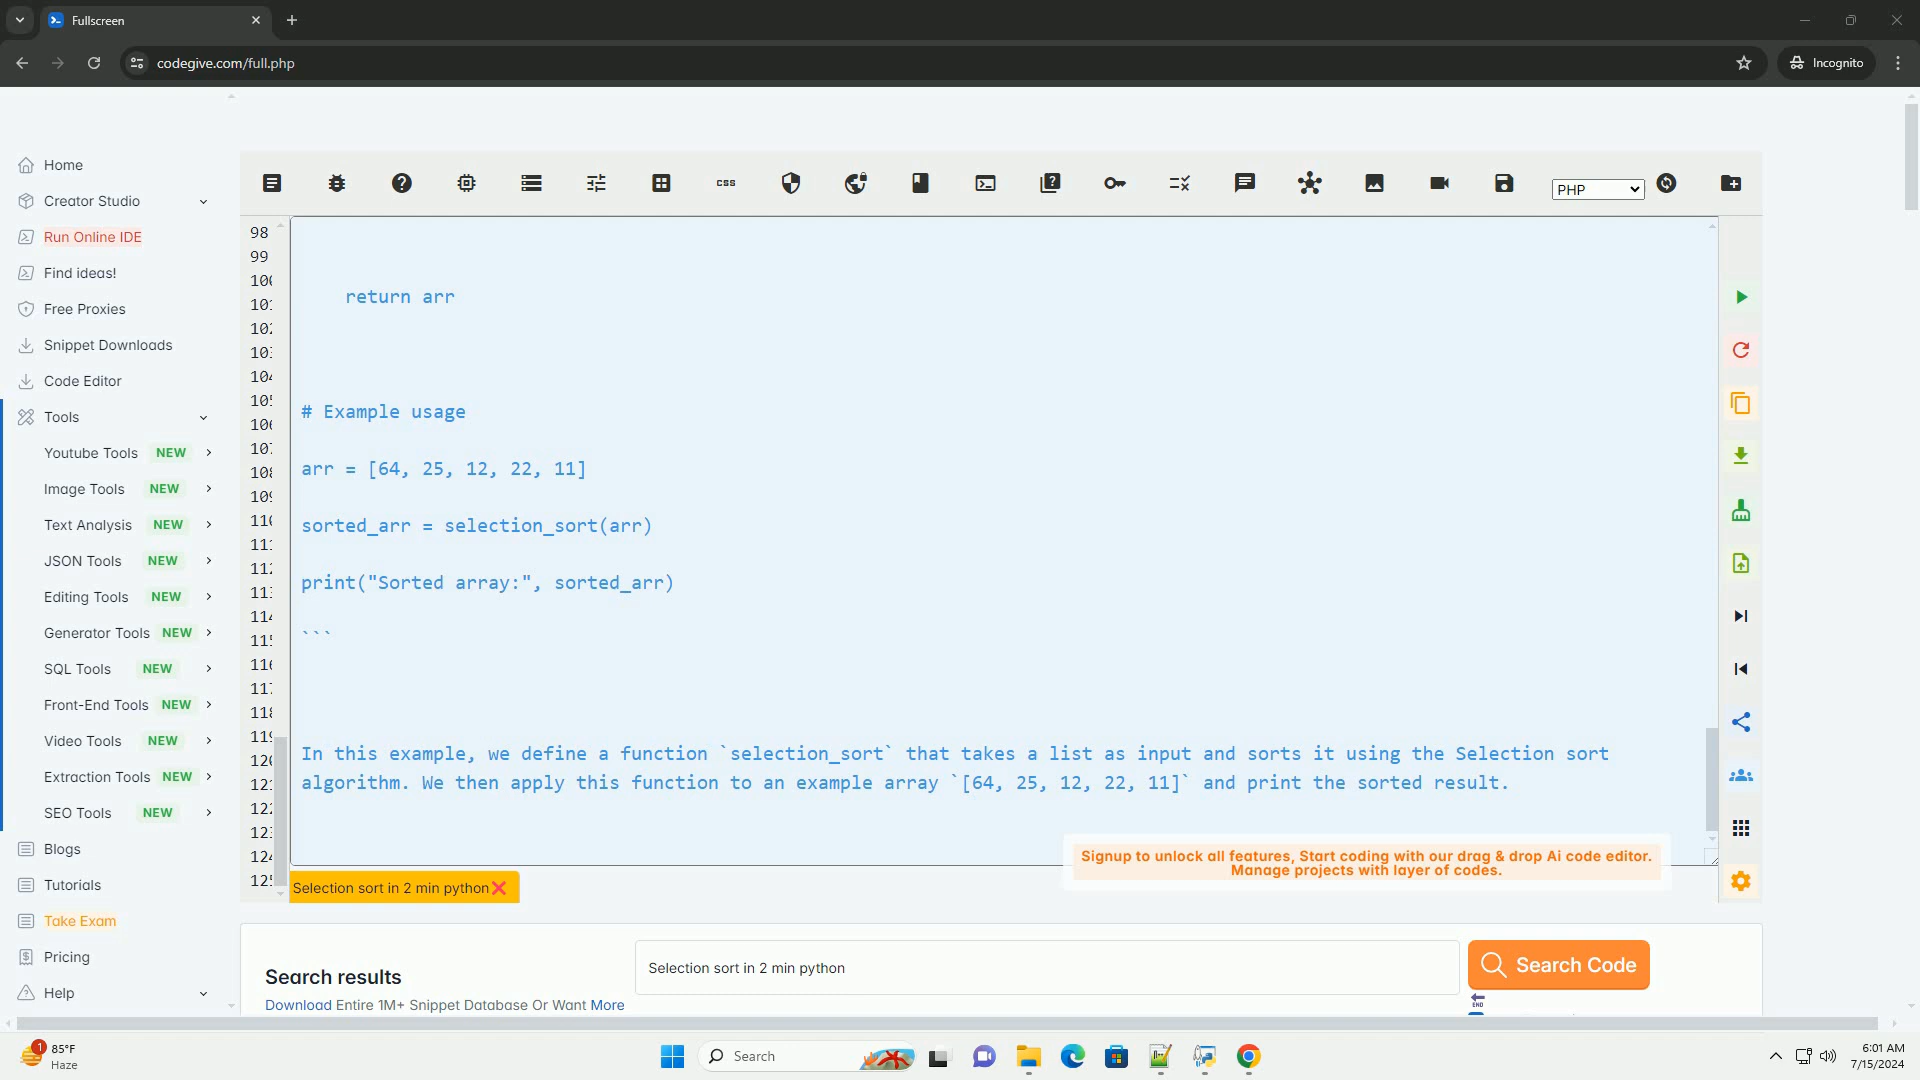 Fullscreen
codegive.com/full.php
Incognito
Home
Creator Studio
Run Online IDE
Find ideas!
Free Proxies
Snippet Downloads
Code Editor
Tools
Youtube Tools NEW
Image Tools NEW
Text Analysis NEW
JSON Tools NEW
Editing Tools NEW
Generator Tools NEW
SQL Tools NEW
Front-End Tools NEW
Video Tools NEW
Extraction Tools NEW
SEO Tools NEW
Blogs
Tutorials
Take Exam
Pricing
Help
css
PHP
98
99
return arr
# Example usage
arr = [64, 25, 12, 22, 11]
sorted_arr = selection_sort(arr)
print("Sorted array:", sorted_arr)
```
In this example, we define a function `selection_sort` that takes a list as input and sorts it using the Selection sort
algorithm. We then apply this function to an example array `[64, 25, 12, 22, 11]` and print the sorted result.
Signup to unlock all features, Start coding with our drag & drop Ai code editor.
Manage projects with layer of codes.
Selection sort in 2 min python
Search results
Download Entire 1M+ Snippet Database Or Want More
Selection sort in 2 min python
Search Code
END
1
85°F
Haze
Search
6:01 AM
7/15/2024